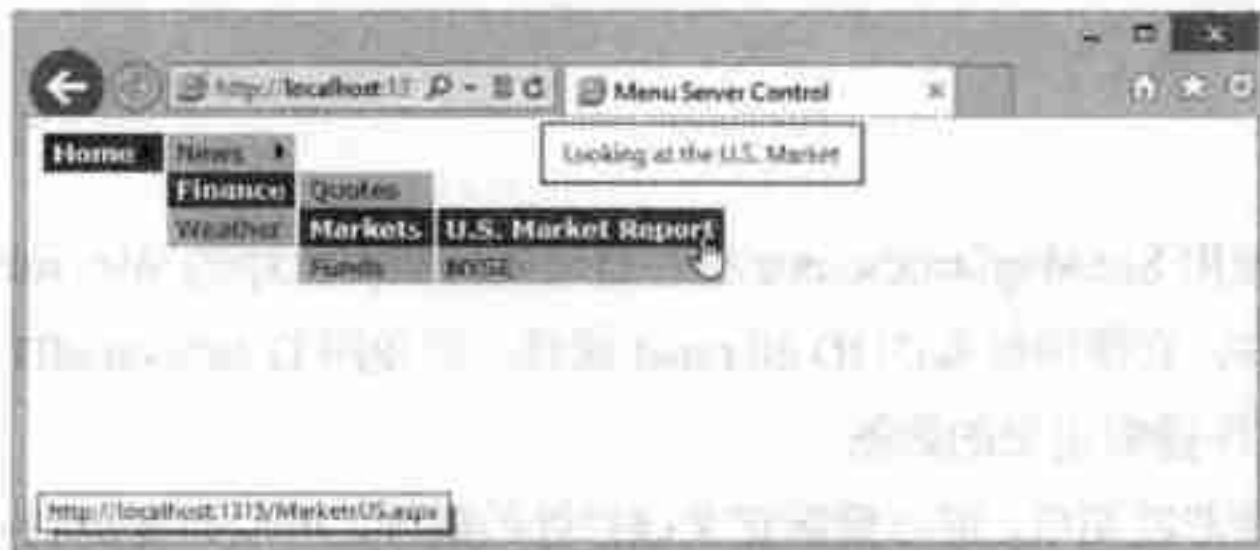 http://localhost:13
Menu Server Control
Looking at the U.S. Market
Home
News
Finance
Quotes
Weather
Markets
U.S. Market Report
Funds
NYSE
http://localhost:1315/MarketsUS.aspx